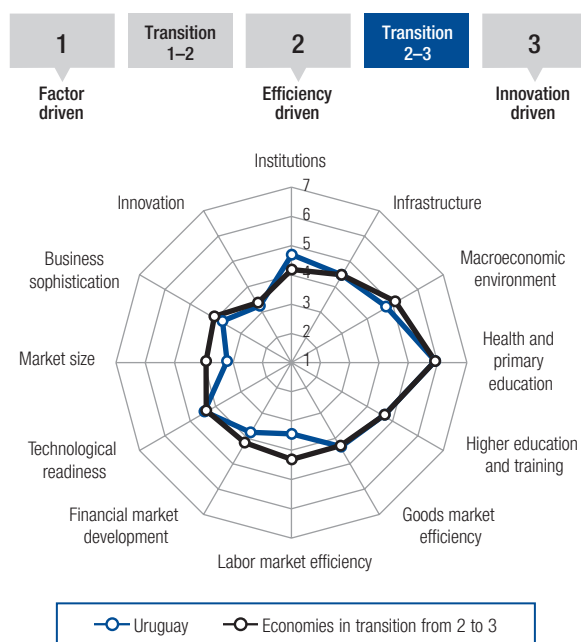 1
Transition
1–2
2
Transition
2–3
3
Factor
driven
Efficiency
driven
Innovation
driven
Institutions
7
Innovation
Infrastructure
6
5
Business
sophistication
Macroeconomic
environment
4
3
2
Market size
1
Health and
primary
education
Technological
readiness
Higher education
and training
Financial market
development
Goods market
efficiency
Labor market efficiency
Uruguay
Economies in transition from 2 to 3